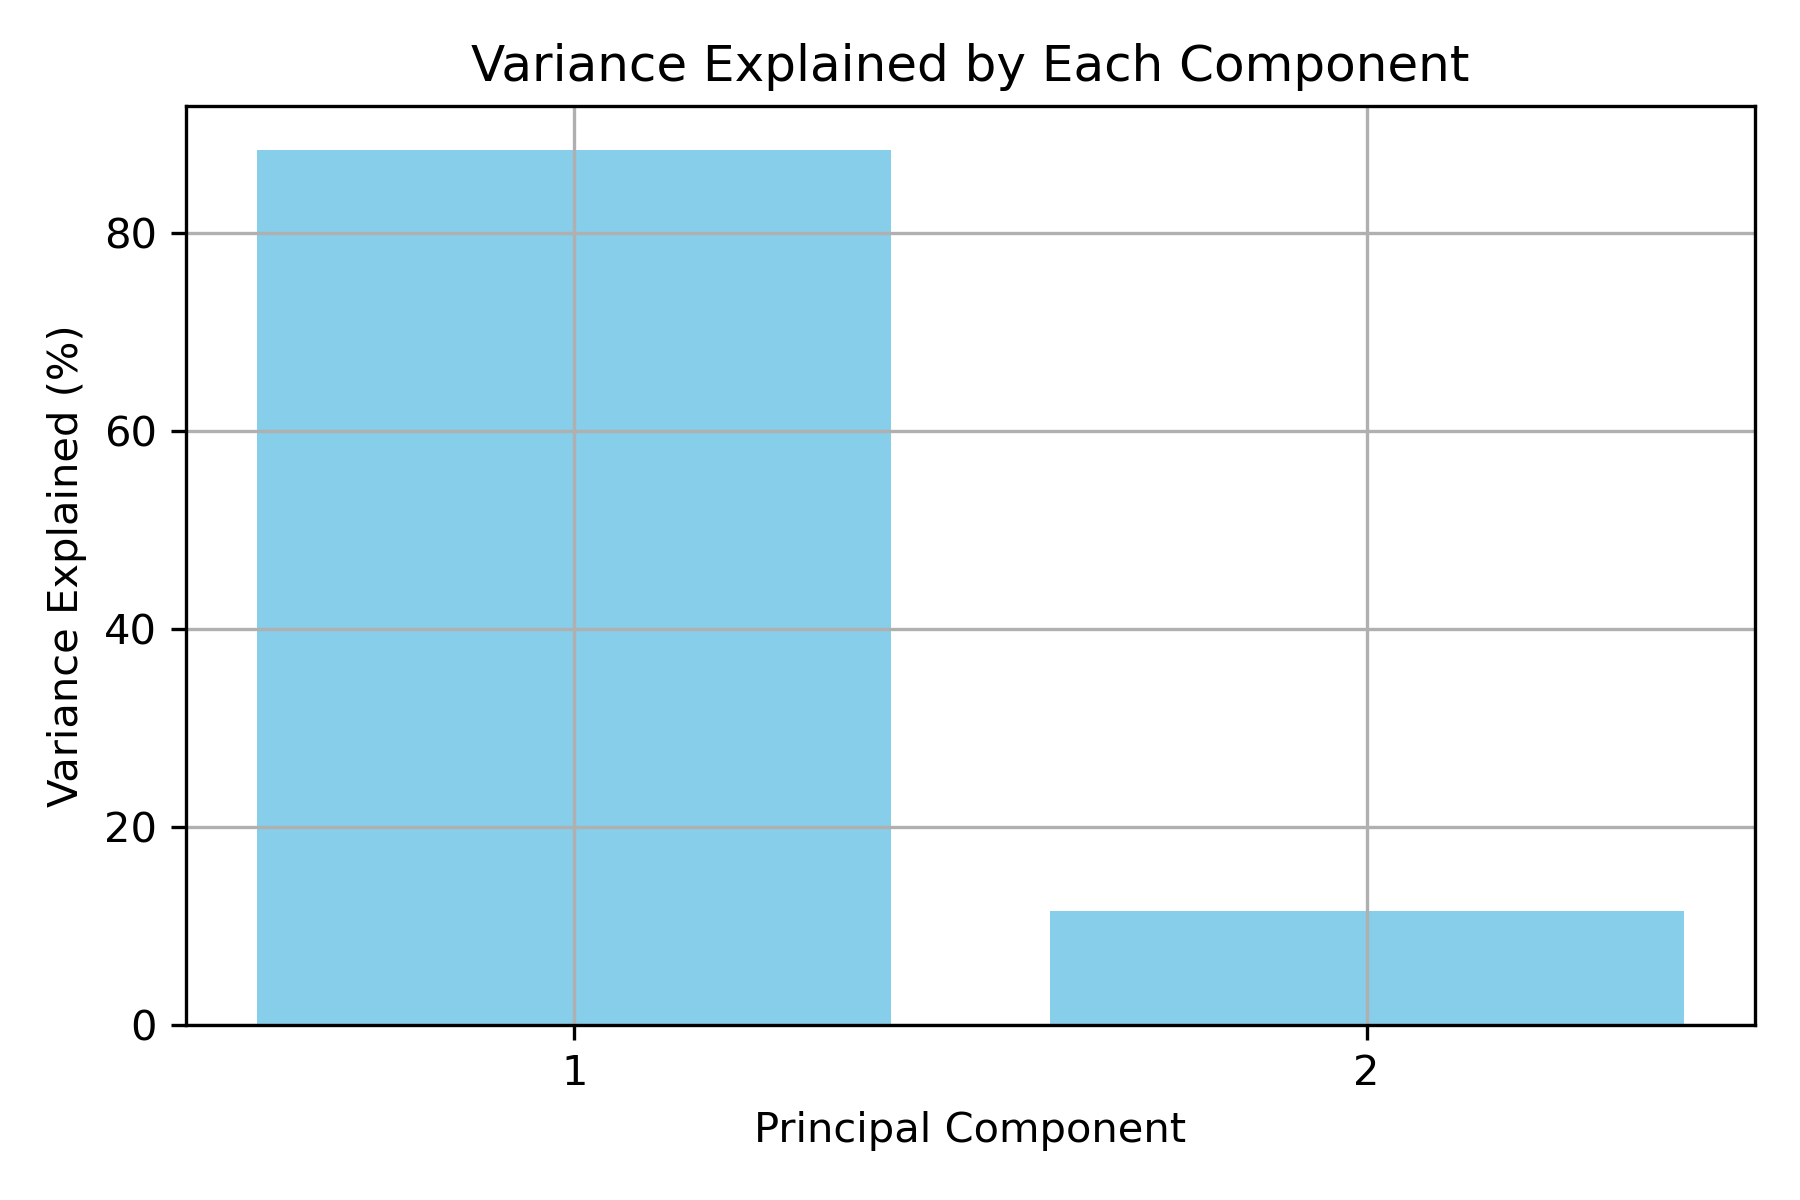 Variance Explained by Each Component
Variance Explained (%)
80
60
40
20
0
1
2
Principal Component